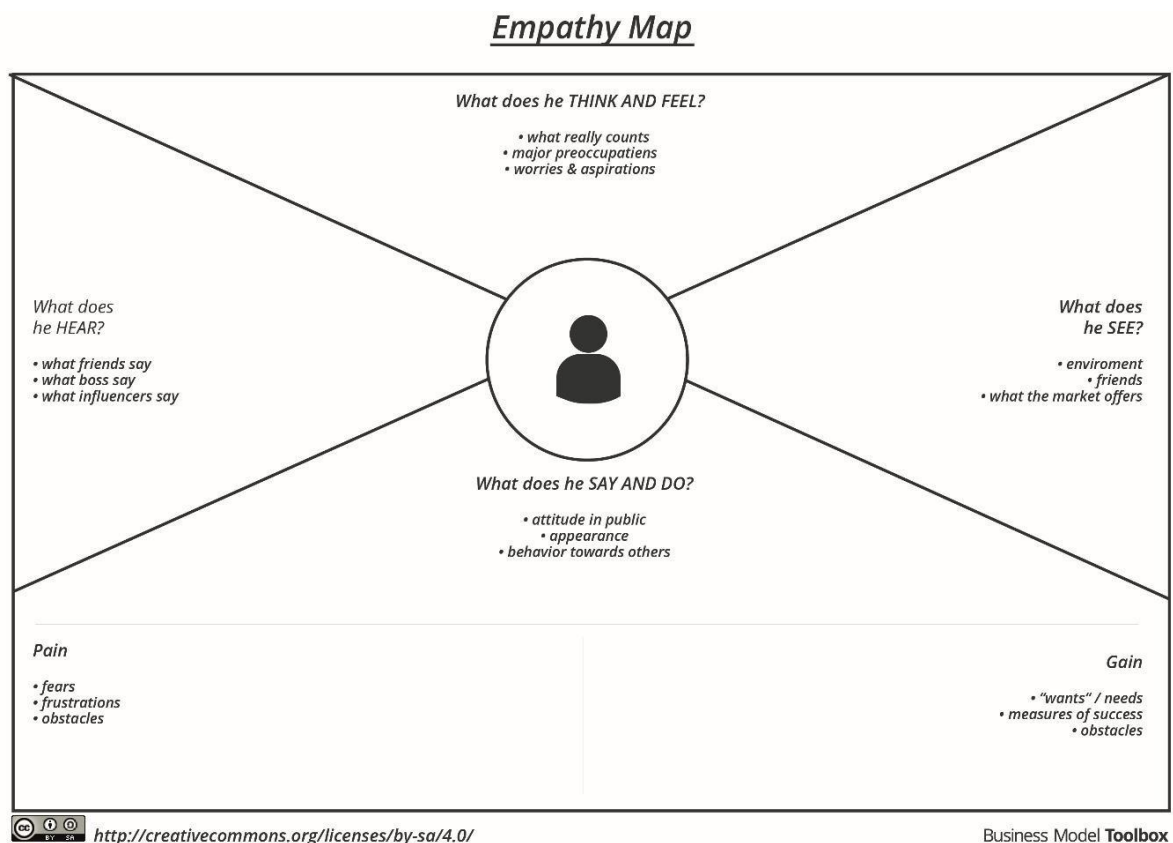 Empathy Map
What does he THINK AND FEEL?
• what really counts
• major preoccupatiens
• worries & aspirations
What does
he HEAR?
• what friends say
• what boss say
• what influencers say
What does
he SEE?
• enviroment
• friends
• what the market offers
What does he SAY AND DO?
• attitude in public
• appearance
• behavior towards others
Pain
• fears
• frustrations
• obstacles
Gain
• “wants“ / needs
• measures of success
• obstacles
cc BY SA http://creativecommons.org/licenses/by-sa/4.0/
Business Model Toolbox